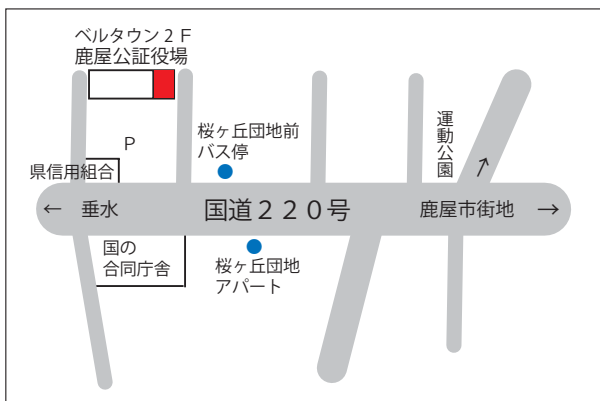 ベルタウン２Ｆ
鹿屋公証役場
Ｐ
県信用組合
桜ヶ丘団地前
バス停
運動公園
↗
← 垂水
国道２２０号
鹿屋市街地 →
国の
合同庁舎
桜ヶ丘団地
アパート